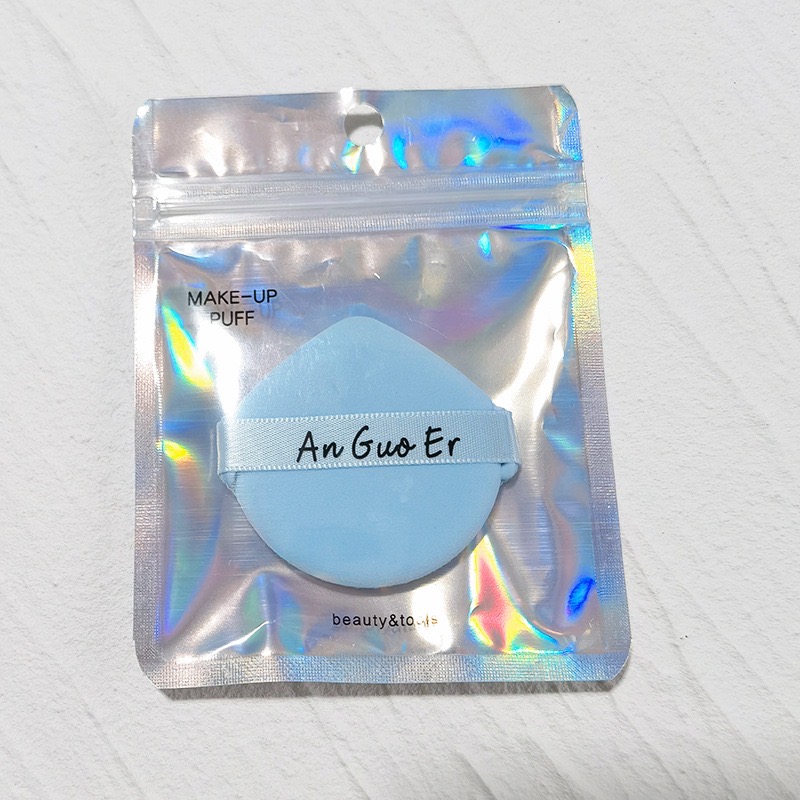 MAKE-UP
PUFF
An Guo Er
beauty&tools